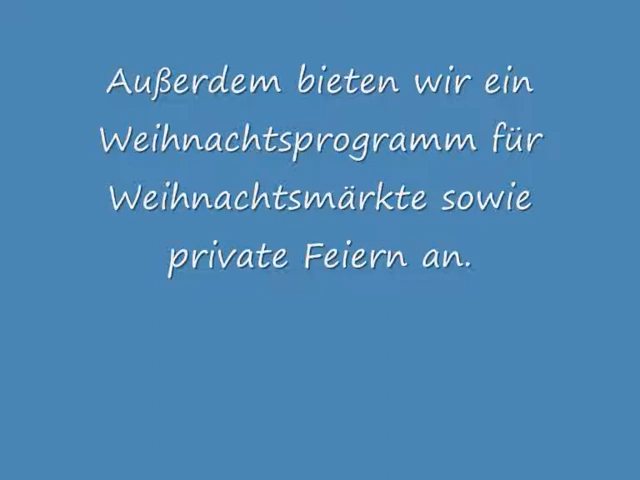 Außerdem bieten wir ein
Weihnachtsprogramm für
Weihnachtsmärkte sowie
private Feiern an.